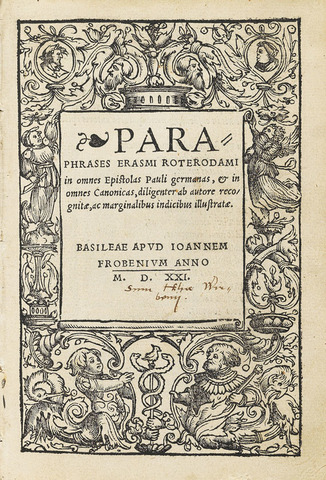 PARA=
PHRASES ERASMI ROTERODAMI
in omnes Epistolas Pauli germanas, & in
omnes Canonicas, diligenter ab autore reco-
gnitæ, ac marginalibus indicibus illustratæ.
BASILEAE APVD IOANNEM
FROBENIVM ANNO
M. D. XXI.
Sum